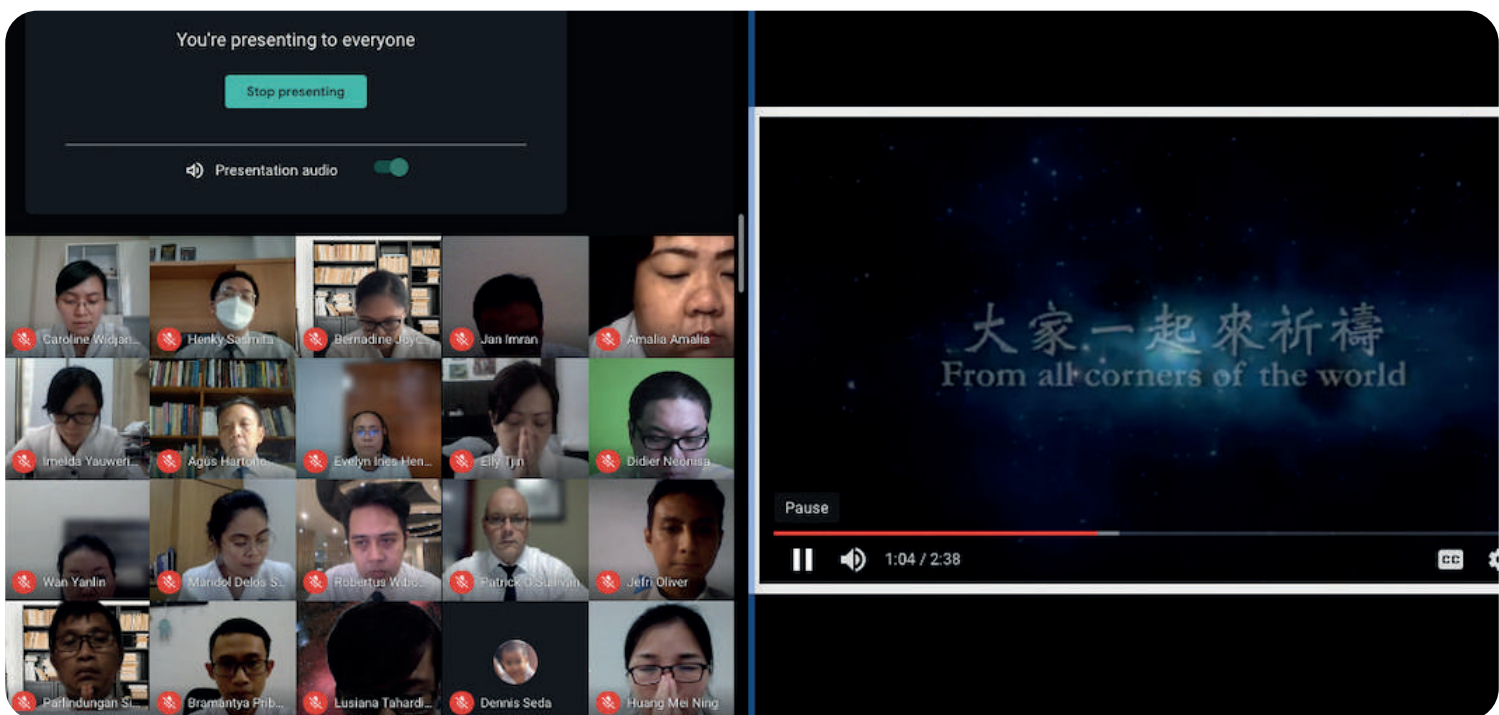 You're presenting to everyone
Stop presenting
Presentation audio
Caroline Widjan...
Henky Sasmita
Bernadine Joyc...
Jan Imran
Amalia Amalia
Imelda Yauweri...
Agus Hartono
Evelyn Ines Hen...
Elly Tjin
Didier Neonisa
Wan Yanlin
Maridol Delos S...
Robertus Wibo...
Patrick O Sullivan
Jefri Oliver
Parlindungan Si...
Bramantya Prib...
Lusiana Tahardi...
Dennis Seda
Huang Mei Ning
大家一起來祈禱
From all corners of the world
Pause
1:04 / 2:38
CC